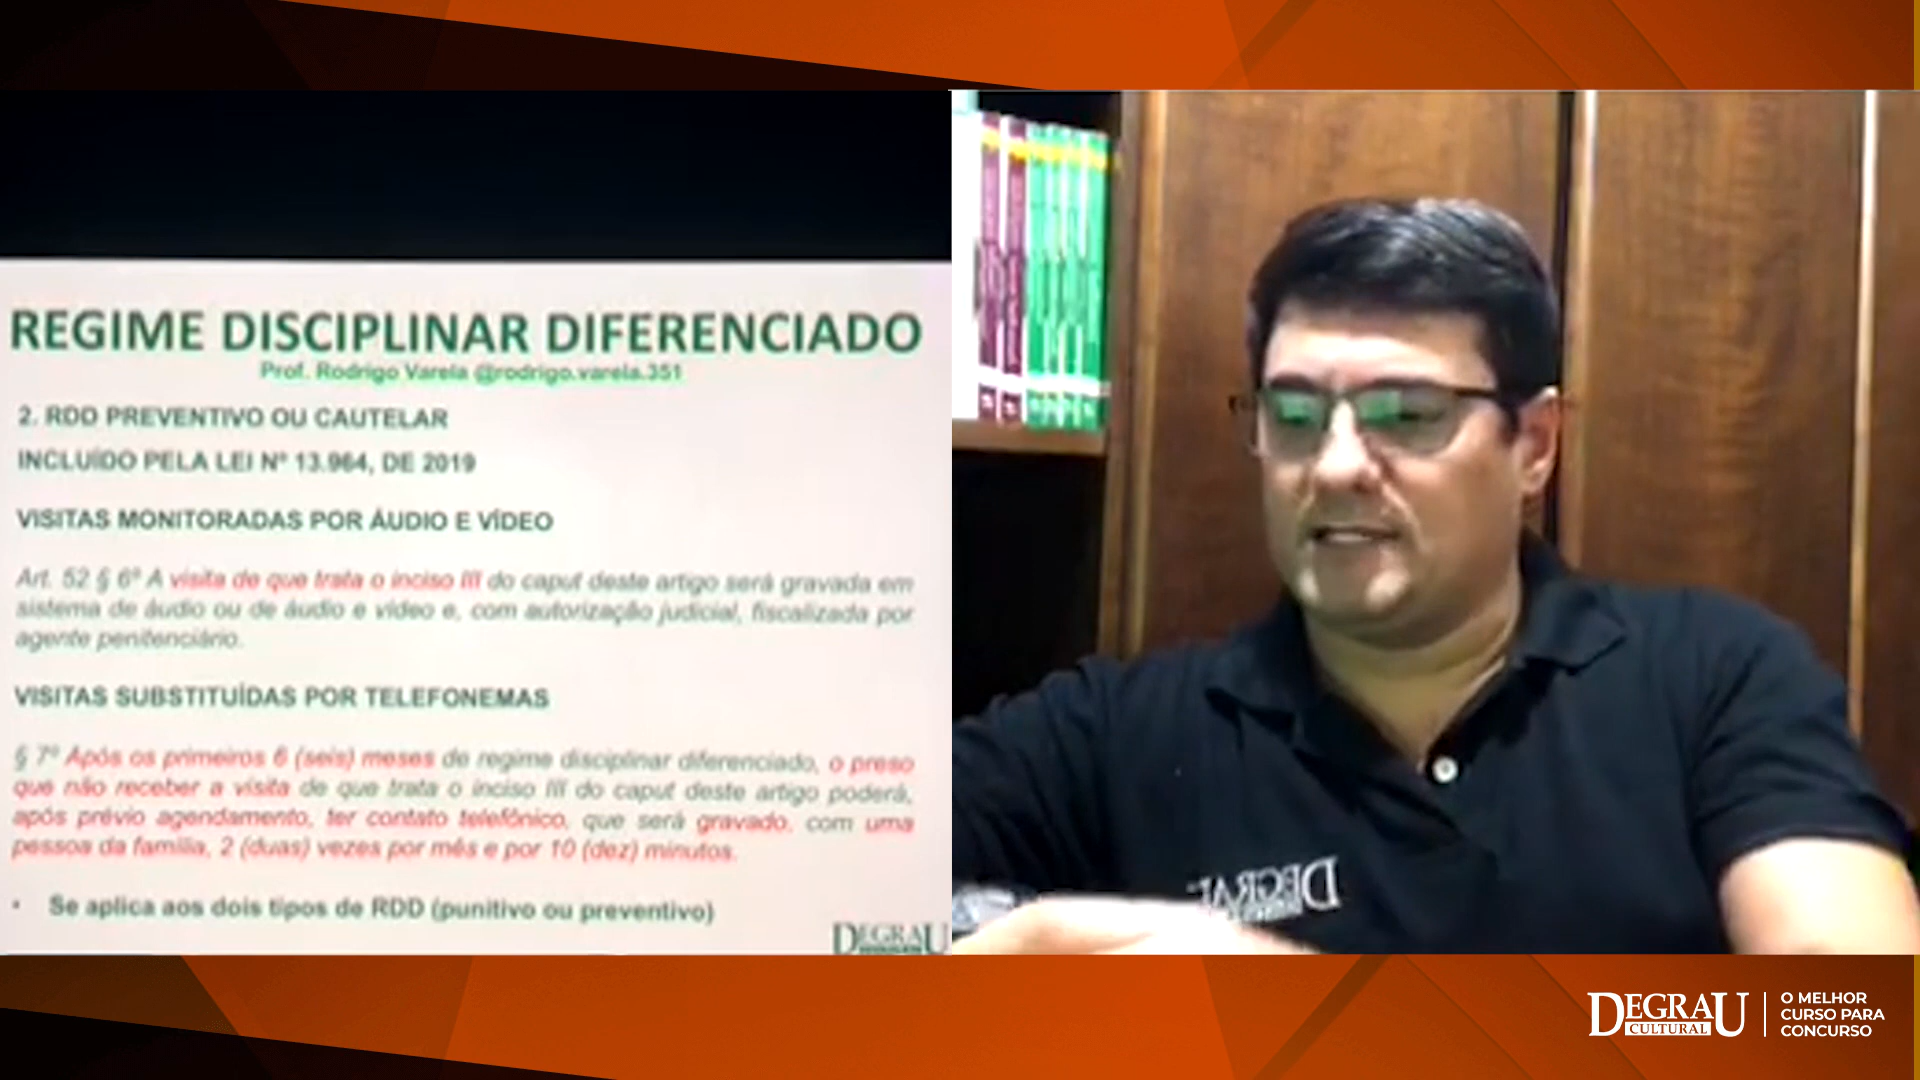 REGIME DISCIPLINAR DIFERENCIADO
Prof. Rodrigo Varela @rodrigo.varela.351
2. RDD PREVENTIVO OU CAUTELAR
INCLUÍDO PELA LEI Nº 13.964, DE 2019
VISITAS MONITORADAS POR ÁUDIO E VÍDEO
Art. 52 § 6º A visita de que trata o inciso III do caput deste artigo será gravada em
sistema de áudio ou de áudio e vídeo e, com autorização judicial, fiscalizada por
agente penitenciário.
VISITAS SUBSTITUÍDAS POR TELEFONEMAS
§ 7º Após os primeiros 6 (seis) meses de regime disciplinar diferenciado, o preso
que não receber a visita de que trata o inciso III do caput deste artigo poderá,
após prévio agendamento, ter contato telefônico, que será gravado, com uma
pessoa da família, 2 (duas) vezes por mês e por 10 (dez) minutos.
• Se aplica aos dois tipos de RDD (punitivo ou preventivo)
DEGRAU
DEGRAU
DEGRAU
CULTURAL
O MELHOR
CURSO PARA
CONCURSO